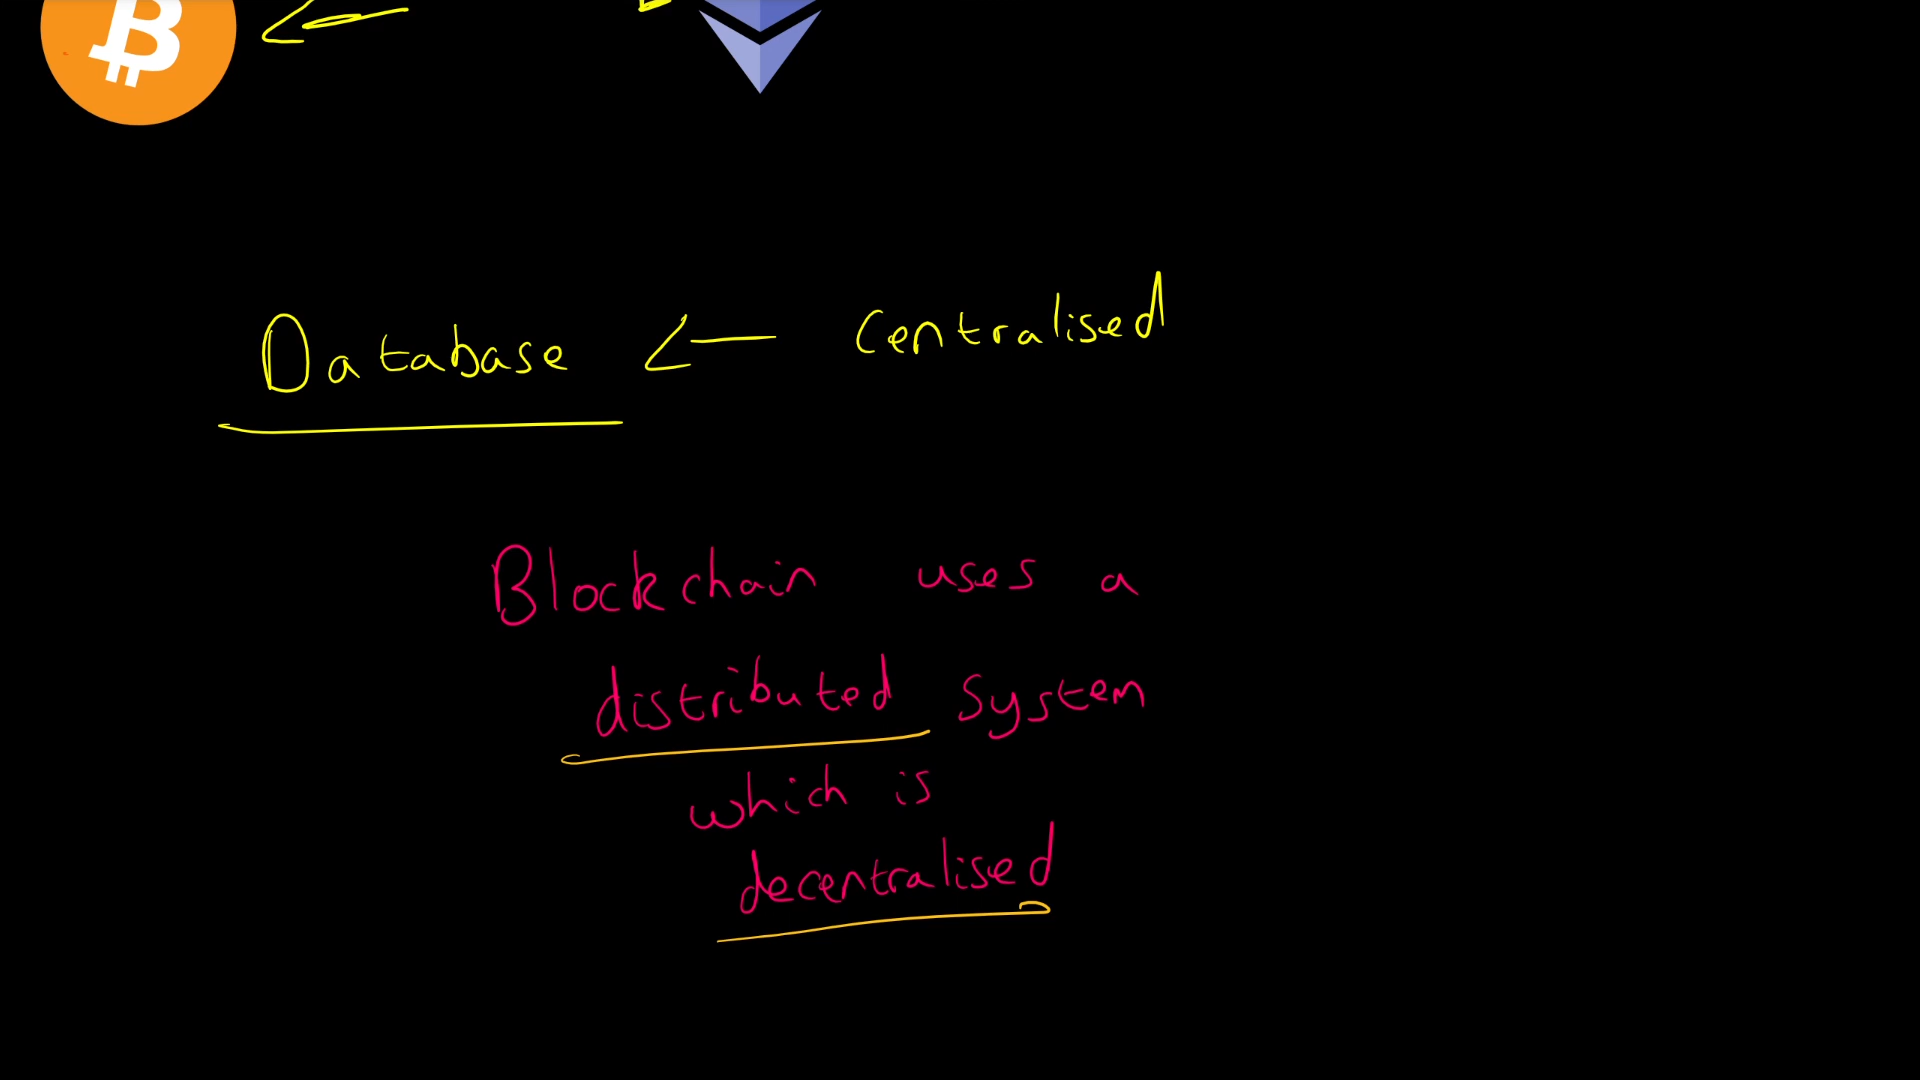 Database <— Centralised
Blockchain uses a
distributed system
which is
decentralised